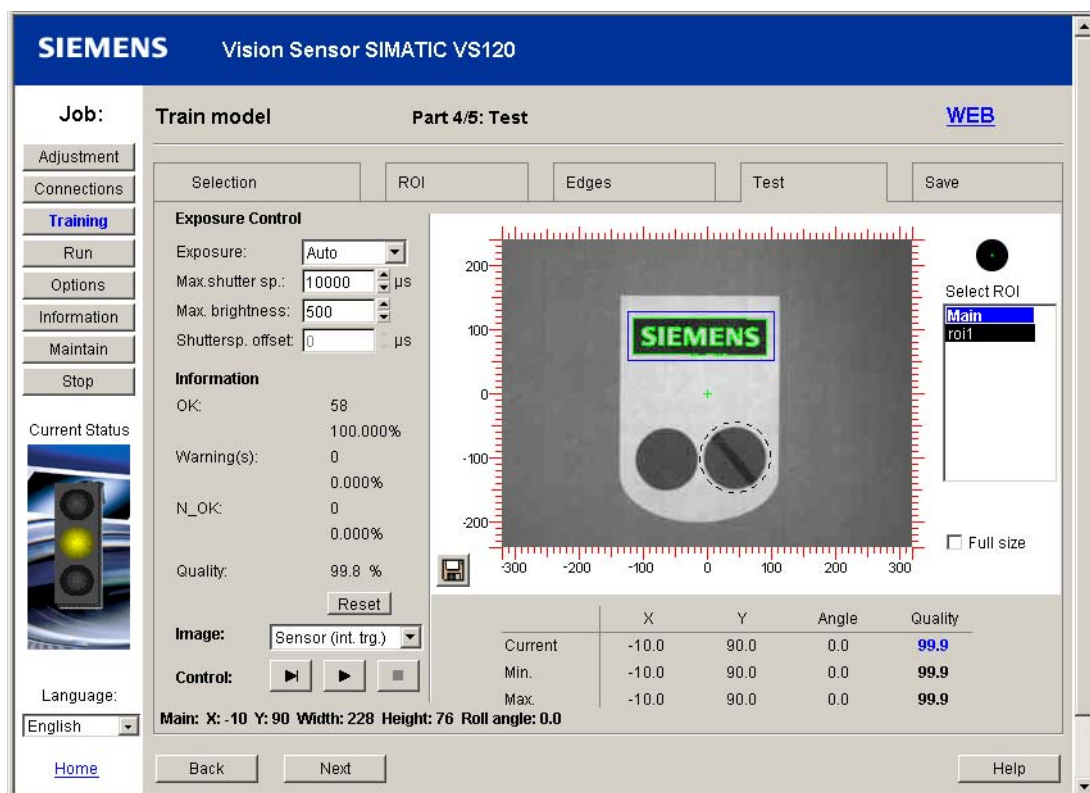 SIEMENS Vision Sensor SIMATIC VS120
Job:
Train model Part 4/5: Test WEB
Adjustment
Connections
Training
Run
Options
Information
Maintain
Stop
Current Status
Language:
English
Home
Selection ROI Edges Test Save
Exposure Control
Exposure: Auto
Max.shutter sp.: 10000 µs
Max. brightness: 500
Shuttersp. offset: 0 µs
Information
OK: 58
100.000%
Warning(s): 0
0.000%
N_OK: 0
0.000%
Quality: 99.8 %
Reset
Image: Sensor (int. trg.)
Control:
200
100
0
-100
-200
-300 -200 -100 0 100 200 300
SIEMENS
Select ROI
Main
roi1
Full size
X Y Angle Quality
Current -10.0 90.0 0.0 99.9
Min. -10.0 90.0 0.0 99.9
Max. -10.0 90.0 0.0 99.9
Main: X: -10 Y: 90 Width: 228 Height: 76 Roll angle: 0.0
Back Next Help